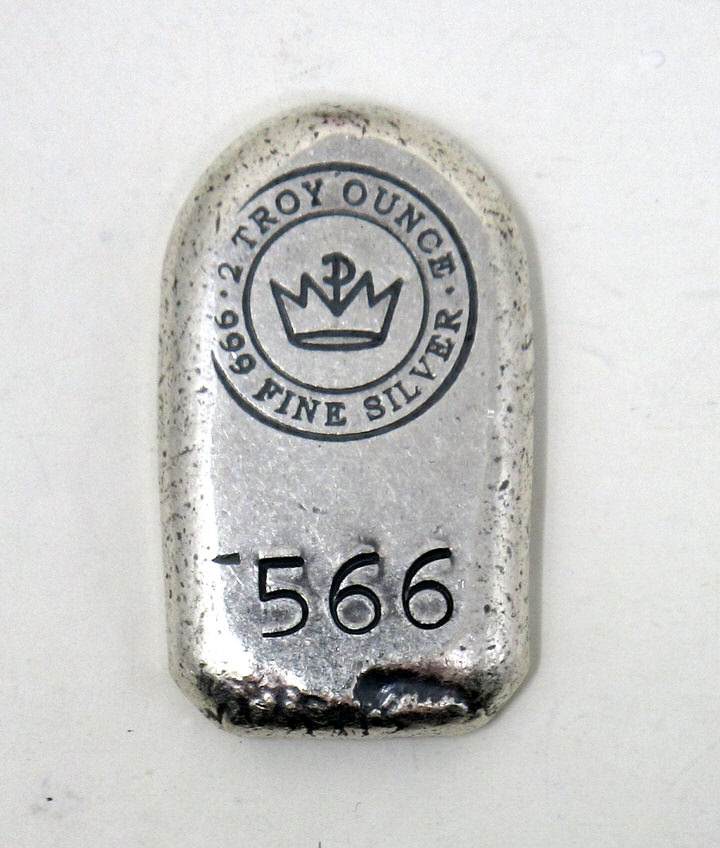 · 2 TROY OUNCE ·
999 FINE SILVER
P
566